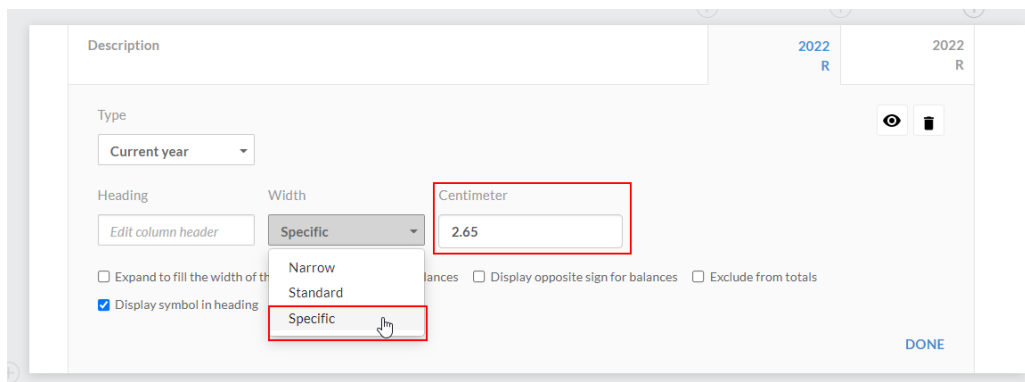 Description 2022 2022
R R
Type
Current year
Heading Width Centimeter
Edit column header Specific 2.65
Narrow
Expand to fill the width of th ances Display opposite sign for balances Exclude from totals
Standard
Display symbol in heading
Specific
DONE